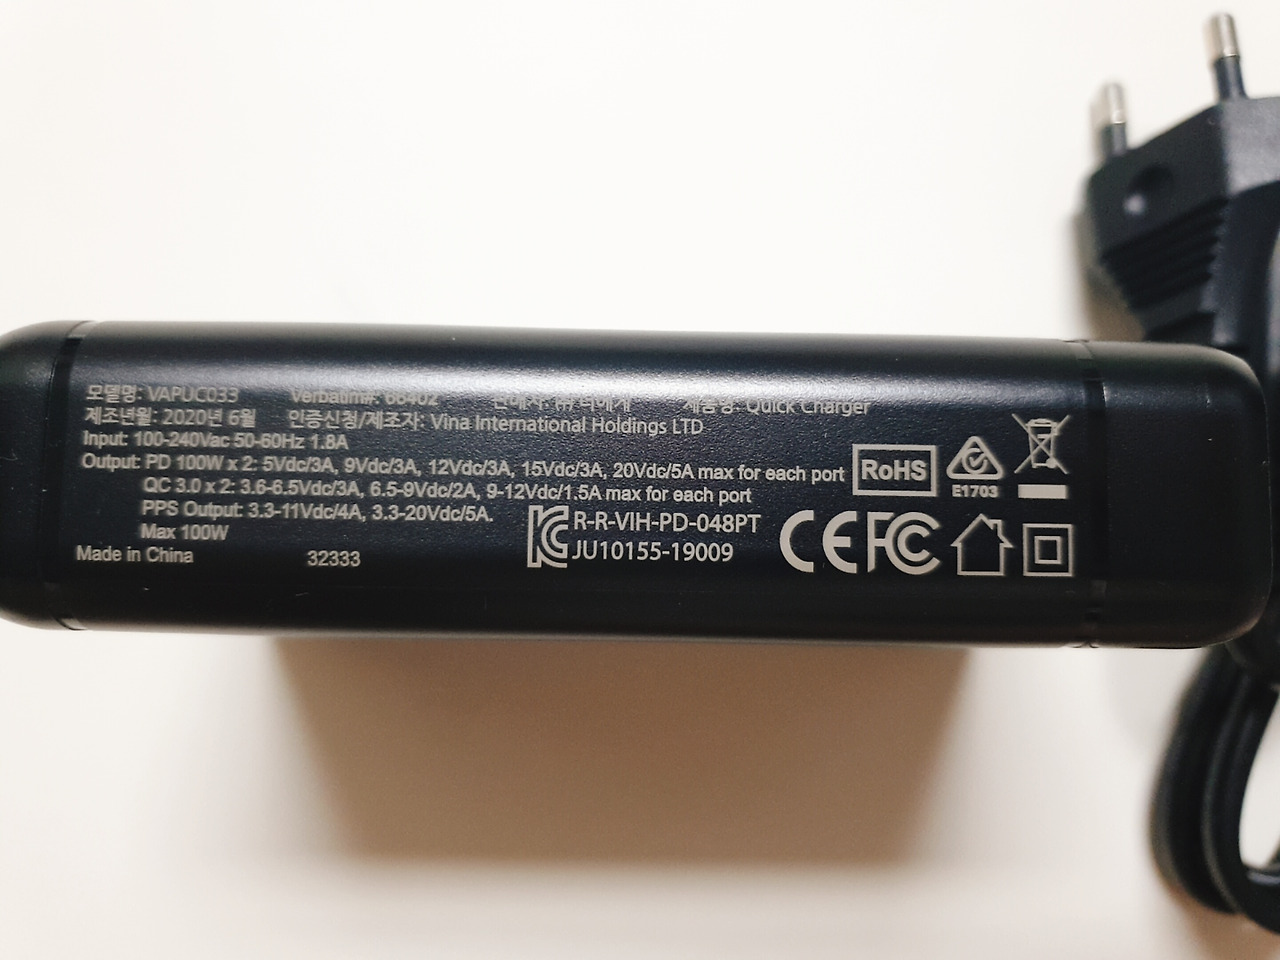 모델명: VAPUC033 Verbatim#: 66402 판매자: 제품명: Quick Charger
제조년월: 2020년 6월 인증신청/제조자: Vina International Holdings LTD
Input: 100-240Vac 50-60Hz 1.8A
Output: PD 100W x 2: 5Vdc/3A, 9Vdc/3A, 12Vdc/3A, 15Vdc/3A, 20Vdc/5A max for each port
QC 3.0 x 2: 3.6-6.5Vdc/3A, 6.5-9Vdc/2A, 9-12Vdc/1.5A max for each port
PPS Output: 3.3-11Vdc/4A, 3.3-20Vdc/5A.
Max 100W
Made in China 32333
R-R-VIH-PD-048PT
JU10155-19009
RoHS
E1703
CE FC